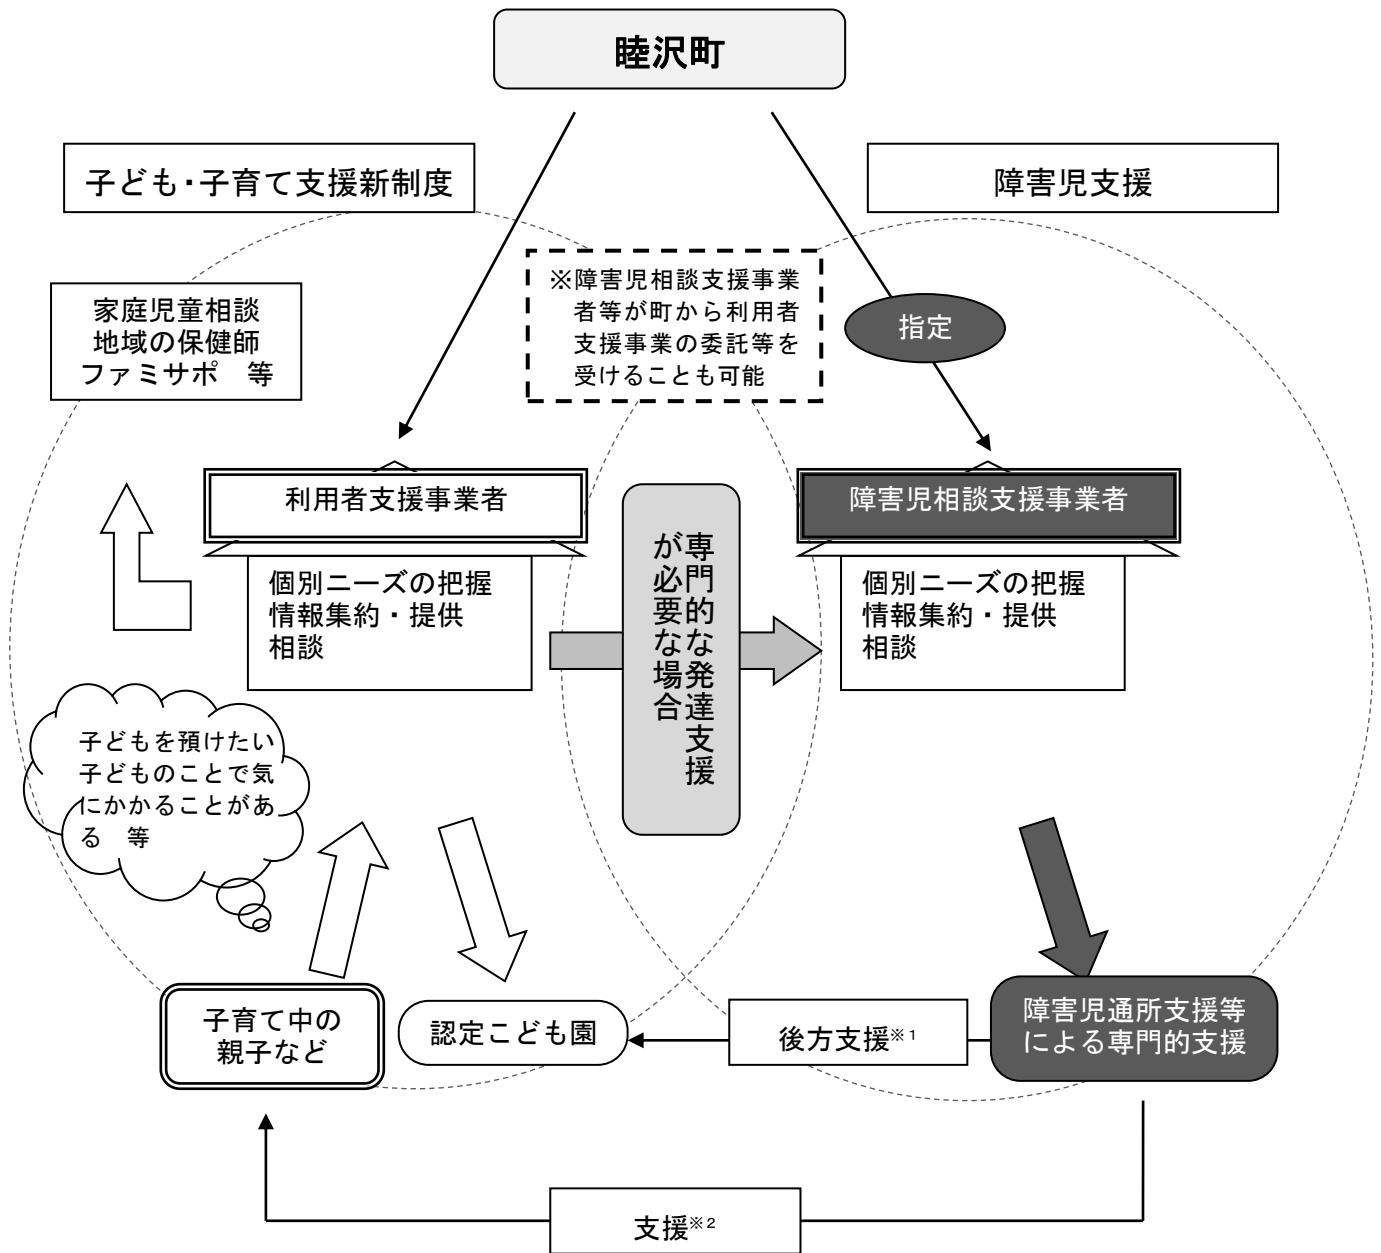 睦沢町
子ども・子育て支援新制度
障害児支援
家庭児童相談
地域の保健師
ファミサポ　等
※障害児相談支援事業
者等が町から利用者
支援事業の委託等を
受けることも可能
指定
利用者支援事業者
障害児相談支援事業者
個別ニーズの把握
情報集約・提供
相談
専門的な発達支援
が必要な場合
個別ニーズの把握
情報集約・提供
相談
子どもを預けたい
子どものことで気
にかかることがあ
る　等
子育て中の
親子など
認定こども園
後方支援※1
障害児通所支援等
による専門的支援
支援※2